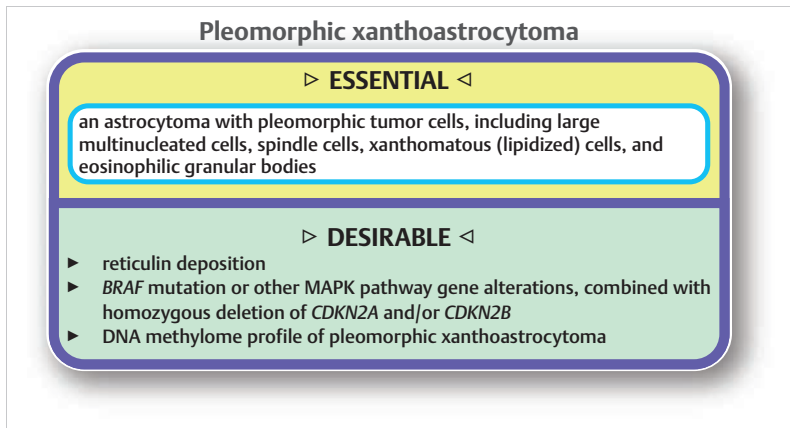 Pleomorphic xanthoastrocytoma
▷ ESSENTIAL ◁
an astrocytoma with pleomorphic tumor cells, including large
multinucleated cells, spindle cells, xanthomatous (lipidized) cells, and
eosinophilic granular bodies
▷ DESIRABLE ◁
► reticulin deposition
► BRAF mutation or other MAPK pathway gene alterations, combined with
homozygous deletion of CDKN2A and/or CDKN2B
► DNA methylome profile of pleomorphic xanthoastrocytoma